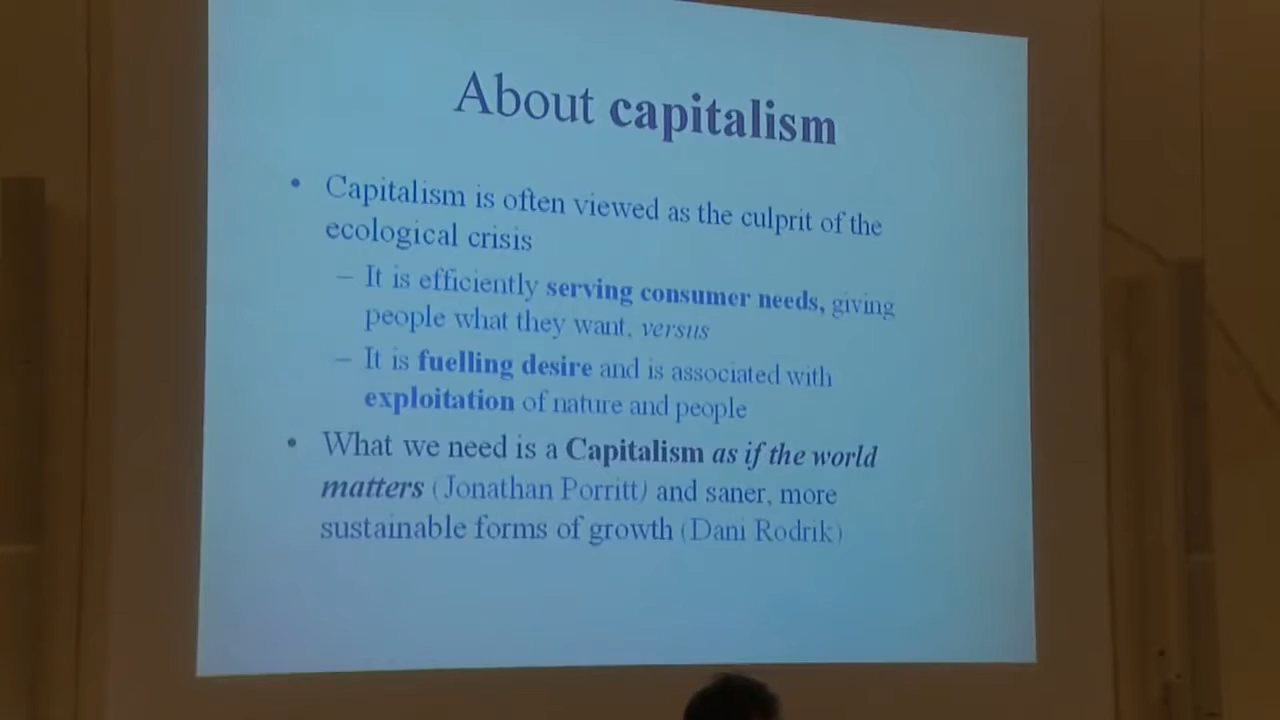 About capitalism
• Capitalism is often viewed as the culprit of the
ecological crisis
– It is efficiently serving consumer needs, giving
people what they want, versus
– It is fuelling desire and is associated with
exploitation of nature and people
• What we need is a Capitalism as if the world
matters (Jonathan Porritt) and saner, more
sustainable forms of growth (Dani Rodrik)